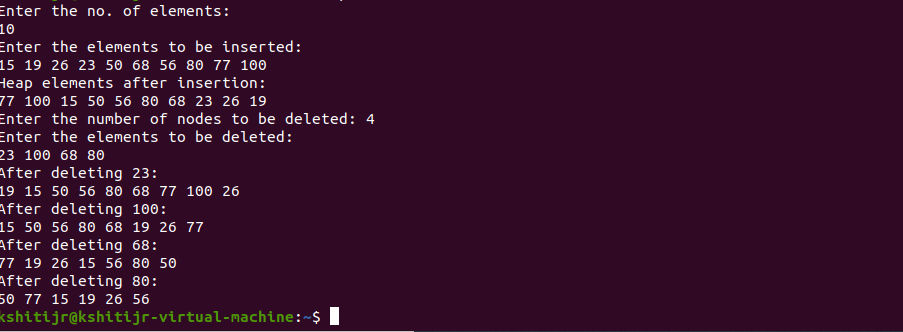 Enter the no. of elements:
10
Enter the elements to be inserted:
15 19 26 23 50 68 56 80 77 100
Heap elements after insertion:
77 100 15 50 56 80 68 23 26 19
Enter the number of nodes to be deleted: 4
Enter the elements to be deleted:
23 100 68 80
After deleting 23:
19 15 50 56 80 68 77 100 26
After deleting 100:
15 50 56 80 68 19 26 77
After deleting 68:
77 19 26 15 56 80 50
After deleting 80:
50 77 15 19 26 56
kshitijr@kshitijr-virtual-machine:~$